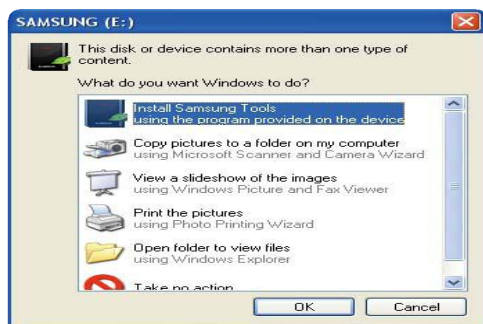 SAMSUNG (E:)
This disk or device contains more than one type of
content.
What do you want Windows to do?
Install Samsung Tools
using the program provided on the device
Copy pictures to a folder on my computer
using Microsoft Scanner and Camera Wizard
View a slideshow of the images
using Windows Picture and Fax Viewer
Print the pictures
using Photo Printing Wizard
Open folder to view files
using Windows Explorer
Take no action
OK Cancel